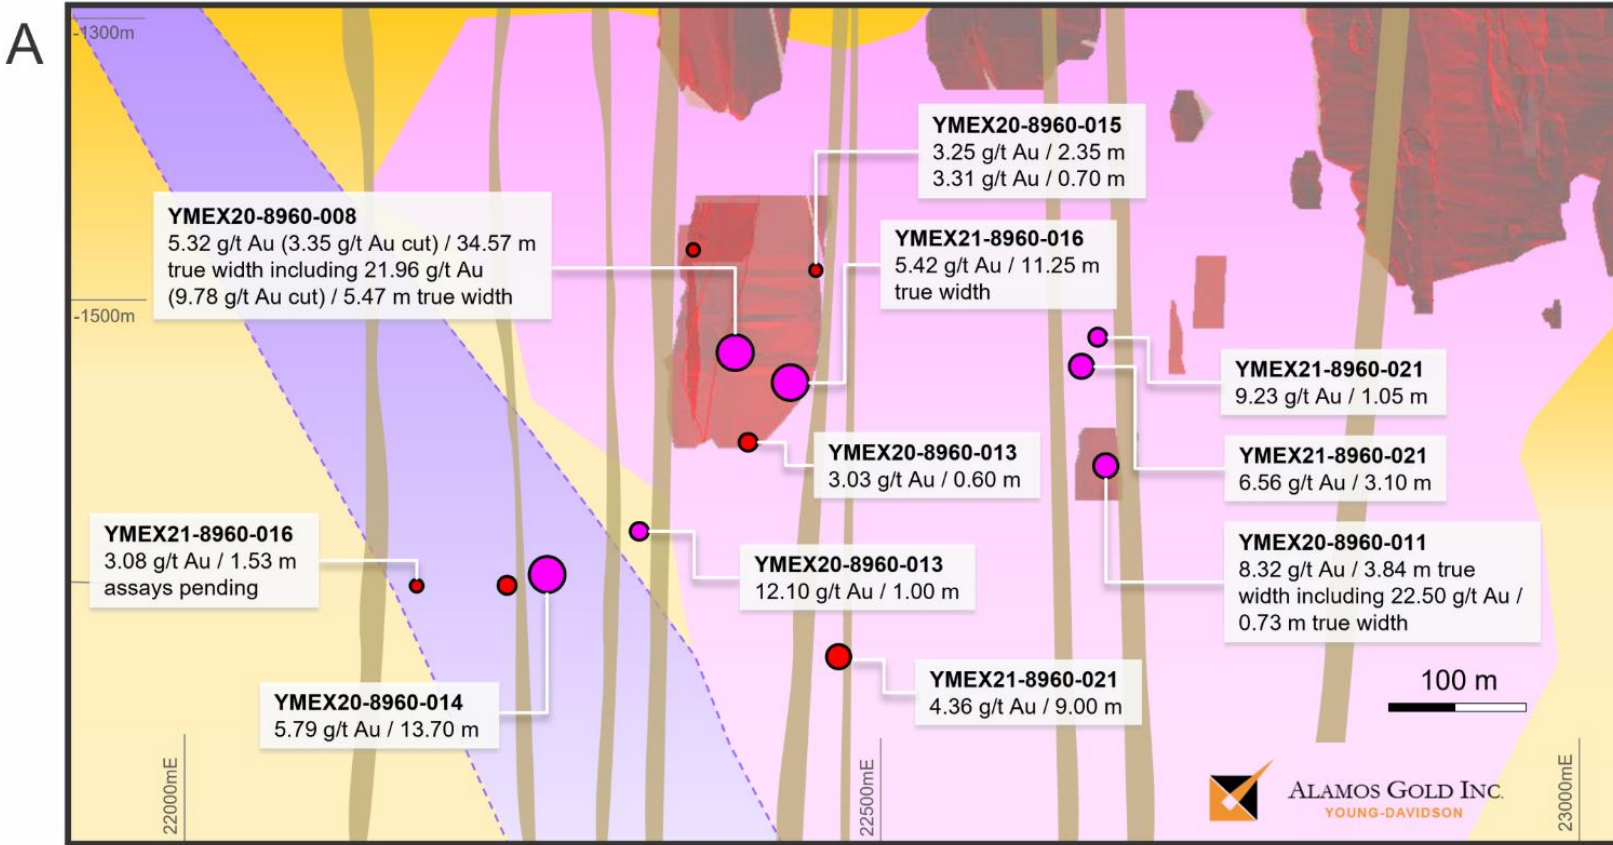 A
-1300m
YMEX20-8960-015
3.25 g/t Au / 2.35 m
3.31 g/t Au / 0.70 m
YMEX20-8960-008
5.32 g/t Au (3.35 g/t Au cut) / 34.57 m
true width including 21.96 g/t Au
(9.78 g/t Au cut) / 5.47 m true width
YMEX21-8960-016
5.42 g/t Au / 11.25 m
true width
-1500m
YMEX21-8960-021
9.23 g/t Au / 1.05 m
YMEX20-8960-013
3.03 g/t Au / 0.60 m
YMEX21-8960-021
6.56 g/t Au / 3.10 m
YMEX21-8960-016
3.08 g/t Au / 1.53 m
assays pending
YMEX20-8960-013
12.10 g/t Au / 1.00 m
YMEX20-8960-011
8.32 g/t Au / 3.84 m true
width including 22.50 g/t Au /
0.73 m true width
YMEX20-8960-014
5.79 g/t Au / 13.70 m
YMEX21-8960-021
4.36 g/t Au / 9.00 m
100 m
22000mE
22500mE
23000mE
ALAMOS GOLD INC.
YOUNG-DAVIDSON